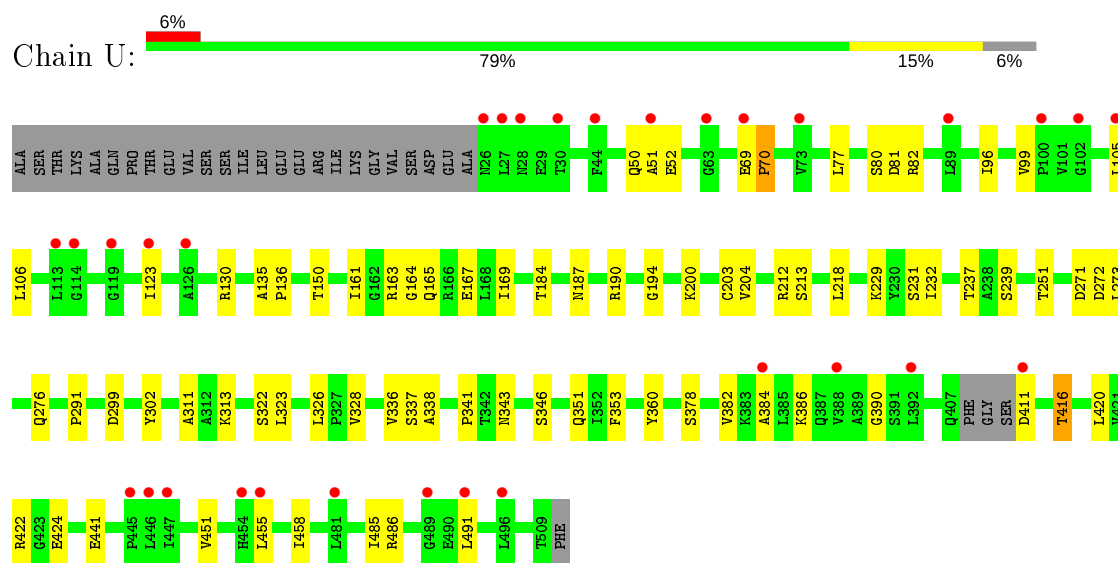 6%
Chain U:
79% 15% 6%
ALA SER THR LYS ALA ALA GLN PRO THR GLU VAL SER SER ILE LEU GLU GLU ARG ILE LYS GLY VAL SER ASP GLU ALA N26 L27 N28 E29 T30 F44 Q50 A51 E52 G63 E69 P70 V73 L77 S80 D81 R82 L89 I96 V99 P100 V101 G102 L105
L106 L113 G114 G119 I123 A126 R130 A135 P136 T150 I161 G162 R163 G164 Q165 R166 E167 L168 I169 T184 N187 R190 G194 K200 C203 V204 R212 S213 L218 K229 Y230 S231 I232 T237 A238 S239 T251 D271 D272 L273
Q276 P291 D299 Y302 A311 A312 K313 S322 L323 L326 P327 V328 V336 S337 A338 P341 T342 N343 S346 Q351 I352 F353 Y360 S378 V382 K383 A384 L385 K386 Q387 V388 A389 G390 S391 L392 Q407 PHE GLY SER D411 T416 L420 V421
R422 G423 E424 E441 P445 L446 I447 V451 H454 L455 I458 L481 I485 R486 G489 E490 L491 L496 T509 PHE